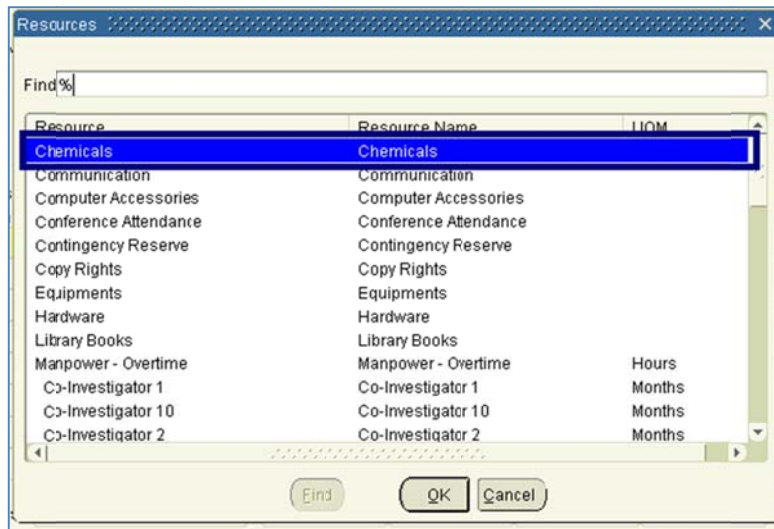 Resources
Find %
Resource Resource Name UOM
Chemicals Chemicals
Communication Communication
Computer Accessories Computer Accessories
Conference Attendance Conference Attendance
Contingency Reserve Contingency Reserve
Copy Rights Copy Rights
Equipments Equipments
Hardware Hardware
Library Books Library Books
Manpower - Overtime Manpower - Overtime Hours
Co-Investigator 1 Co-Investigator 1 Months
Co-Investigator 10 Co-Investigator 10 Months
Co-Investigator 2 Co-Investigator 2 Months
Find OK Cancel